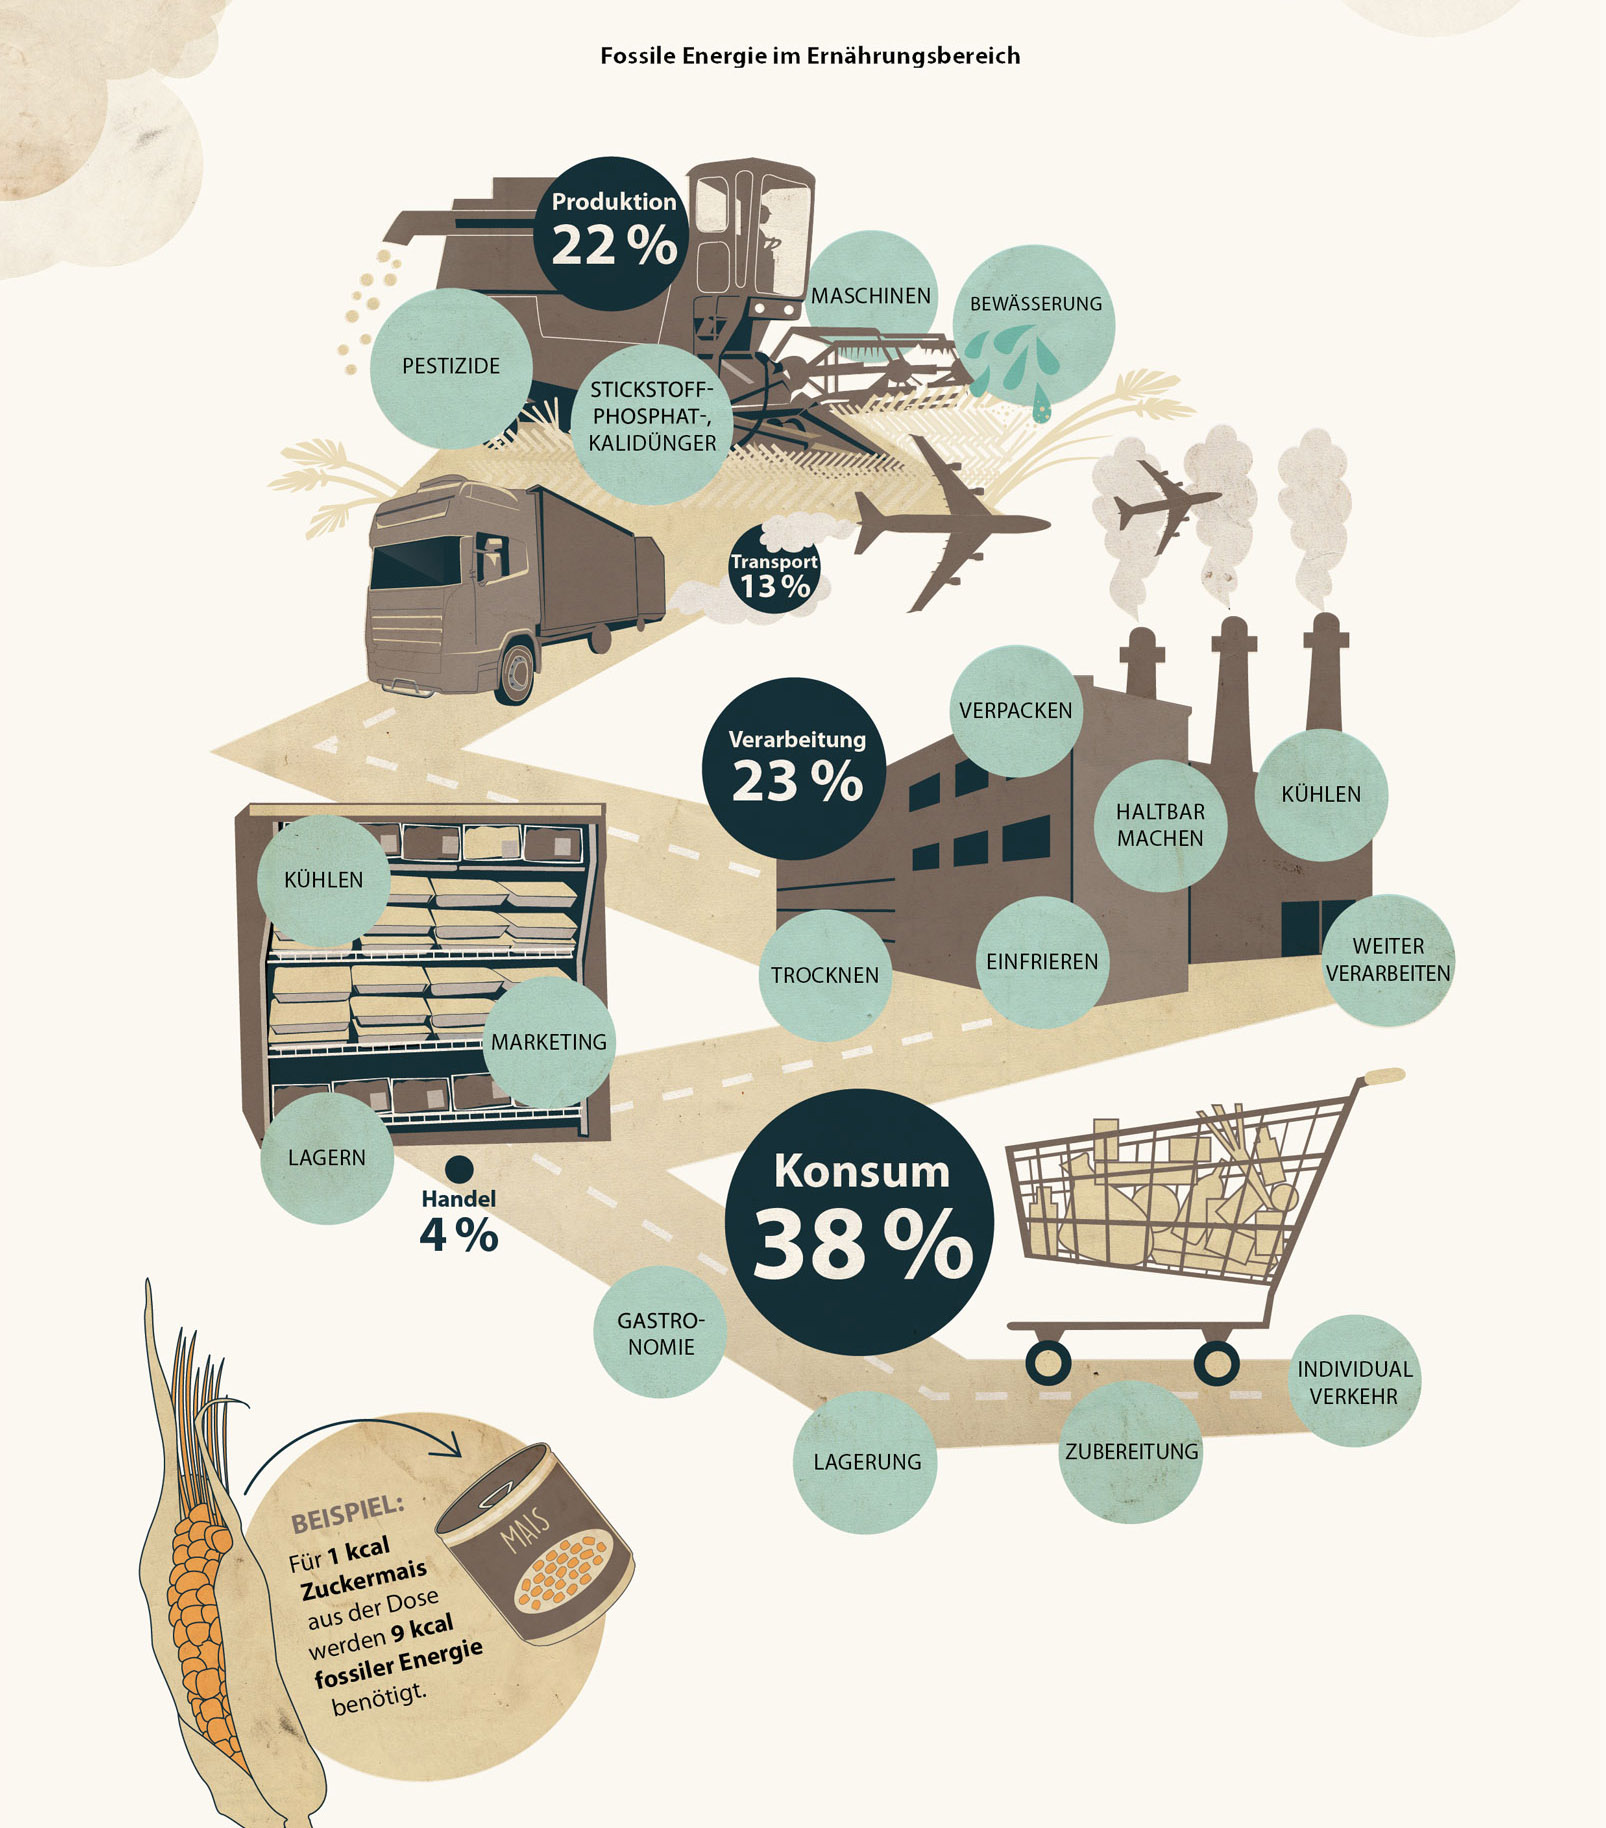 Fossile Energie im Ernährungsbereich
Produktion
22 %
MASCHINEN
BEWÄSSERUNG
PESTIZIDE
STICKSTOFF-
PHOSPHAT-,
KALIDÜNGER
Transport
13 %
Verarbeitung
23 %
VERPACKEN
HALTBAR
MACHEN
KÜHLEN
TROCKNEN
EINFRIEREN
WEITER
VERARBEITEN
KÜHLEN
MARKETING
LAGERN
Handel
4 %
Konsum
38 %
GASTRO-
NOMIE
LAGERUNG
ZUBEREITUNG
INDIVIDUAL
VERKEHR
BEISPIEL:
Für 1 kcal
Zuckermais
aus der Dose
werden 9 kcal
fossiler Energie
benötigt.
MAIS